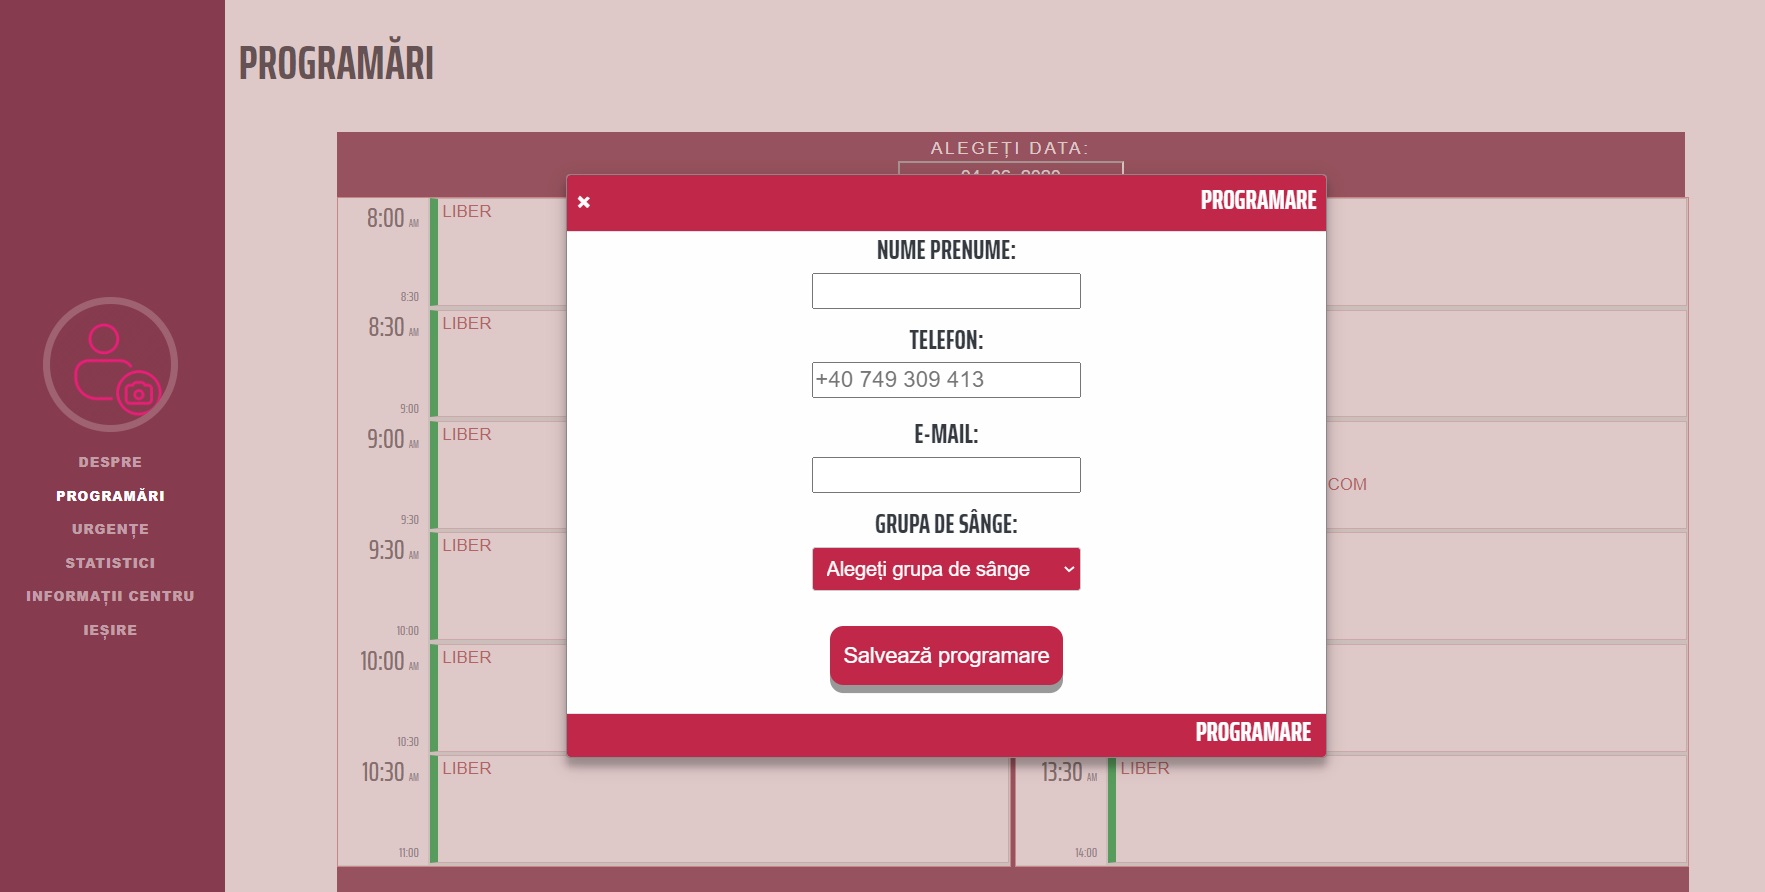 PROGRAMĂRI
DESPRE
PROGRAMĂRI
URGENȚE
STATISTICI
INFORMAȚII CENTRU
IEȘIRE
ALEGEȚI DATA:
8:00 AM
LIBER
8:30
8:30 AM
LIBER
9:00
9:00 AM
LIBER
9:30
9:30 AM
LIBER
10:00
10:00 AM
LIBER
10:30
10:30 AM
LIBER
11:00
COM
13:30 AM
LIBER
14:00
×
PROGRAMARE
NUME PRENUME:
TELEFON:
+40 749 309 413
E-MAIL:
GRUPA DE SÂNGE:
Alegeți grupa de sânge
Salvează programare
PROGRAMARE